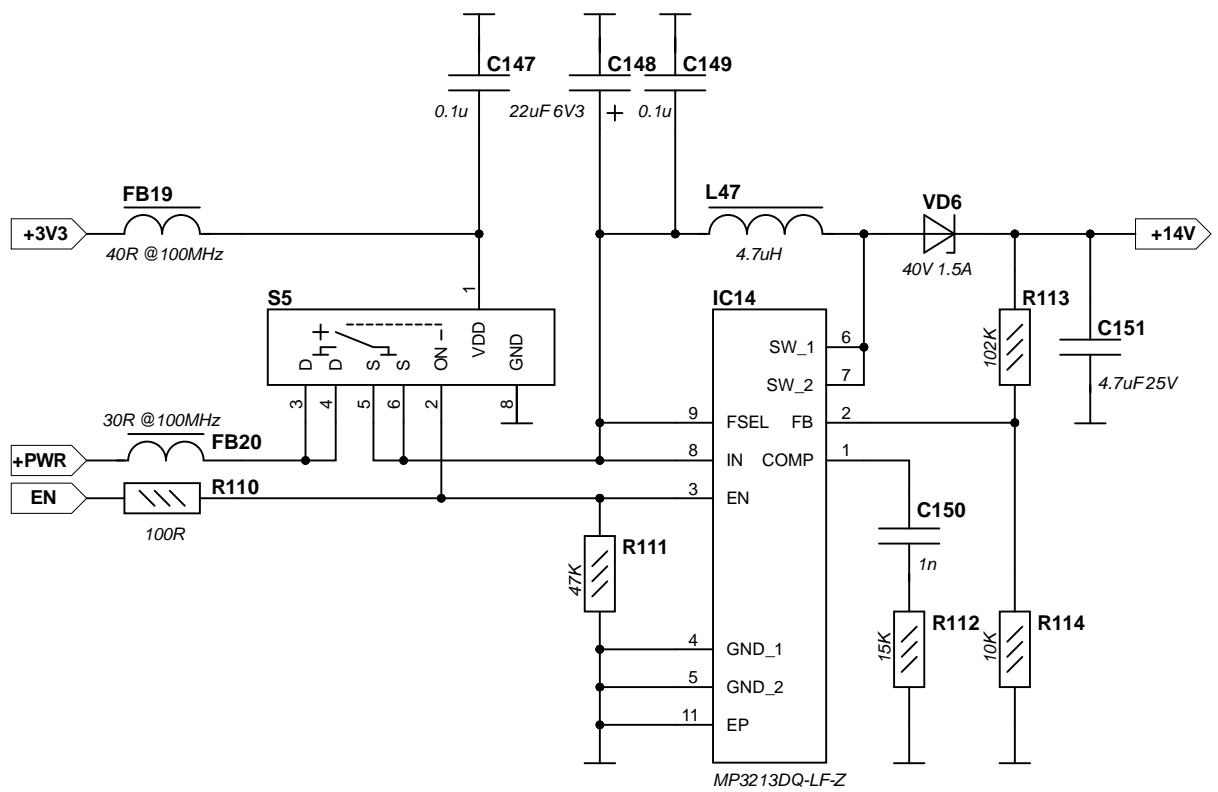 C147
C148
C149
0.1u
22uF 6V3
+
0.1u
FB19
L47
VD6
+3V3
+14V
40R @100MHz
4.7uH
40V 1.5A
1
S5
IC14
R113
+
D
D
S
S
ON
VDD
GND
SW_1
6
102K
C151
SW_2
7
4.7uF 25V
3
4
5
6
2
8
30R @100MHz
9
FSEL
FB
2
FB20
+PWR
8
IN
COMP
1
EN
R110
3
EN
100R
C150
R111
47K
1n
R112
R114
15K
10K
4
GND_1
5
GND_2
11
EP
MP3213DQ-LF-Z